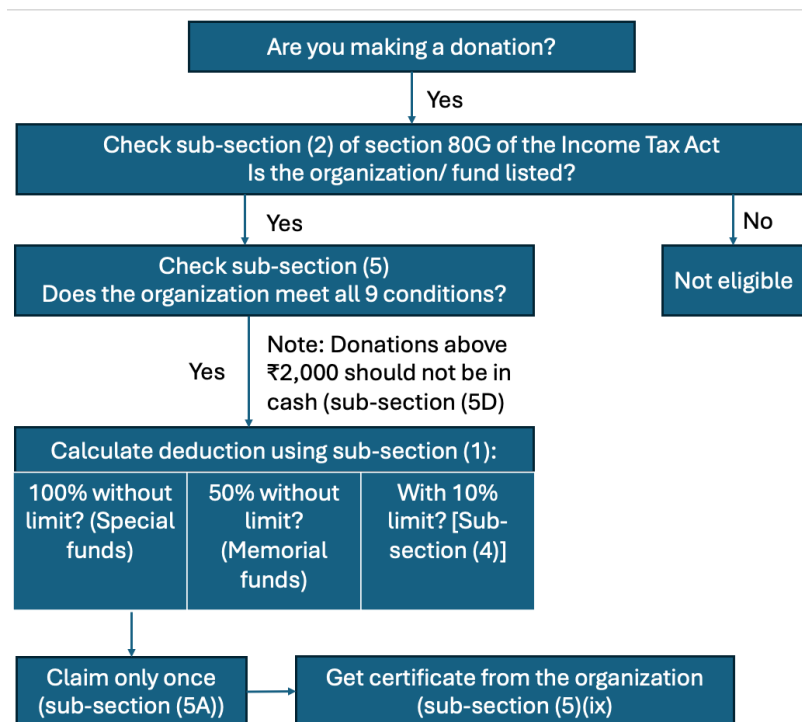 Are you making a donation?
Yes
Check sub-section (2) of section 80G of the Income Tax Act
Is the organization/ fund listed?
Yes
No
Check sub-section (5)
Does the organization meet all 9 conditions?
Not eligible
Yes
Note: Donations above
₹2,000 should not be in
cash (sub-section (5D)
Calculate deduction using sub-section (1):
100% without
limit? (Special
funds)
50% without
limit?
(Memorial
funds)
With 10%
limit? [Sub-
section (4)]
Claim only once
(sub-section (5A))
Get certificate from the organization
(sub-section (5)(ix)